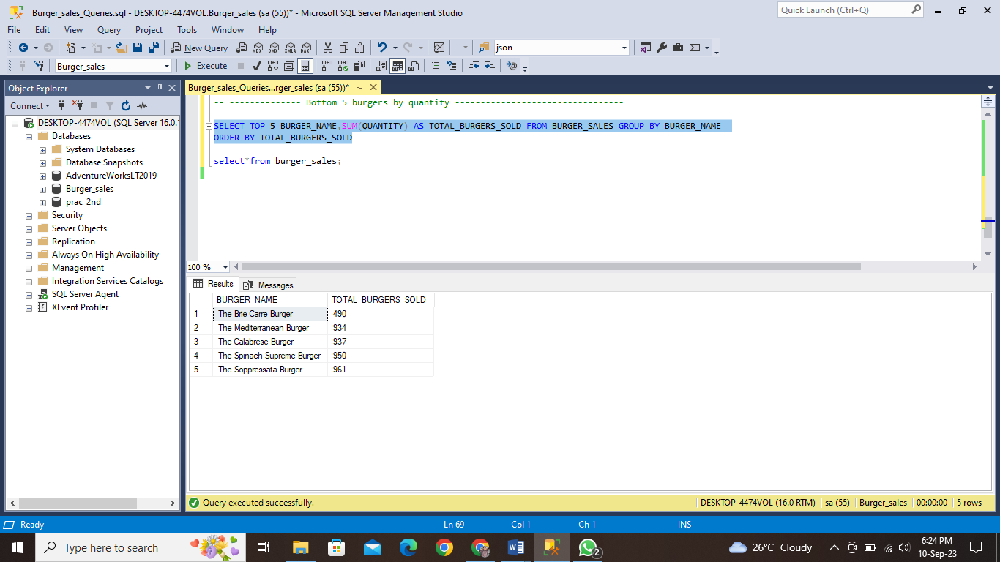 Burger_sales_Queries.sql - DESKTOP-4474VOL.Burger_sales (sa (55))* - Microsoft SQL Server Management Studio
Quick Launch (Ctrl+Q)
File Edit View Query Project Tools Window Help
New Query MDX DMX XMLA DAX json
Burger_sales Execute
Object Explorer
Connect
DESKTOP-4474VOL (SQL Server 16.0.
Databases
System Databases
Database Snapshots
AdventureWorksLT2019
Burger_sales
prac_2nd
Security
Server Objects
Replication
Always On High Availability
Management
Integration Services Catalogs
SQL Server Agent
XEvent Profiler
Burger_sales_Queries...rger_sales (sa (55))*
-- -------------- Bottom 5 burgers by quantity ---------------------------------
SELECT TOP 5 BURGER_NAME,SUM(QUANTITY) AS TOTAL_BURGERS_SOLD FROM BURGER_SALES GROUP BY BURGER_NAME
ORDER BY TOTAL_BURGERS_SOLD
select*from burger_sales;
100 %
Results Messages
BURGER_NAME TOTAL_BURGERS_SOLD
1 The Brie Carre Burger 490
2 The Mediterranean Burger 934
3 The Calabrese Burger 937
4 The Spinach Supreme Burger 950
5 The Soppressata Burger 961
Query executed successfully. DESKTOP-4474VOL (16.0 RTM) sa (55) Burger_sales 00:00:00 5 rows
Ready Ln 69 Col 1 Ch 1 INS
Type here to search 2 26°C Cloudy 6:24 PM
10-Sep-23